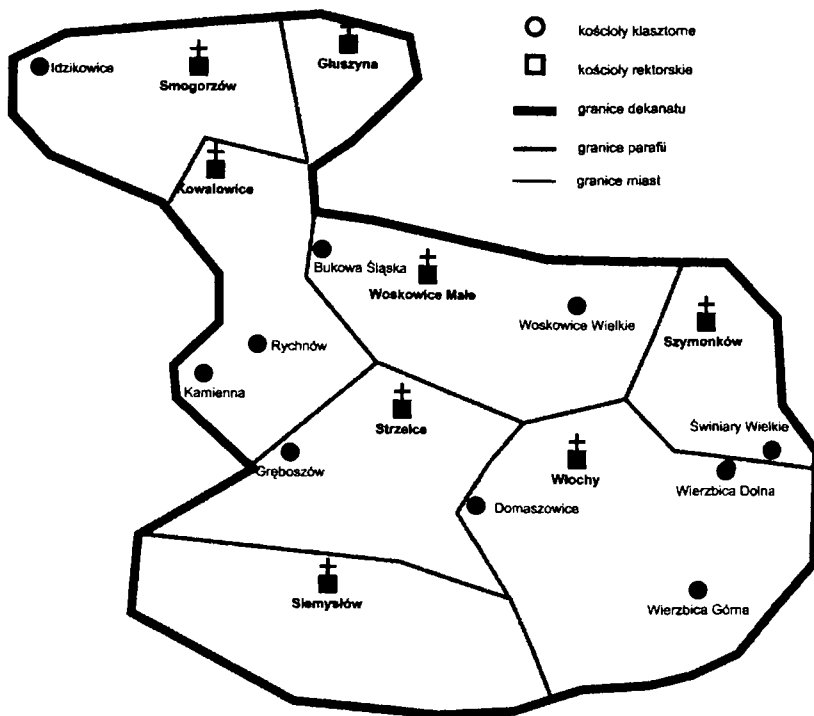 kościoły klasztorne
kościoły rektorskie
granice dekanatu
granice parafii
granice miast
Idzikowice
Smogorzów
Głuszyna
Kowalowice
Bukowa Śląska
Woskowice Małe
Woskowice Wielkie
Szymonków
Rychnów
Kamienna
Strzelce
Gręboszów
Włochy
Świniary Wielkie
Wierzbica Dolna
Domaszowice
Siemysłów
Wierzbica Górna